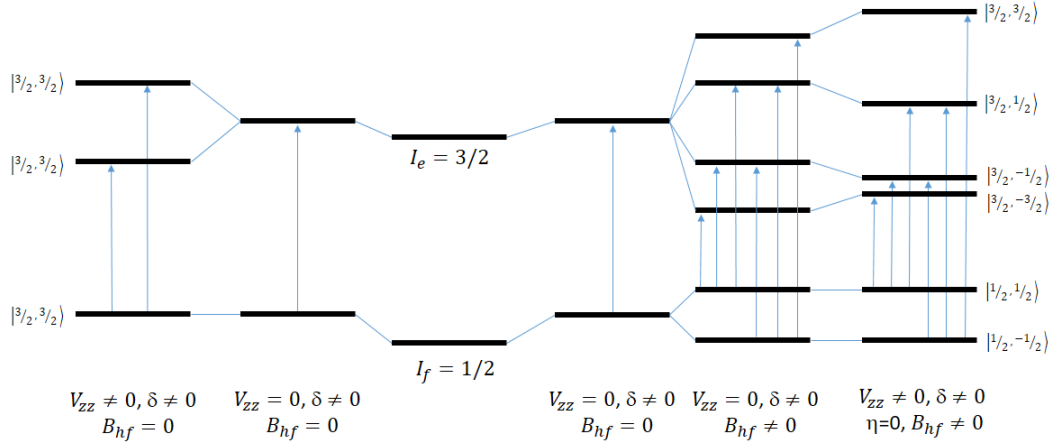 |3/2, 3/2⟩
|3/2, 3/2⟩
|3/2, 3/2⟩
I_e = 3/2
I_f = 1/2
|3/2, 3/2⟩
|3/2, 1/2⟩
|3/2, -1/2⟩
|3/2, -3/2⟩
|1/2, 1/2⟩
|1/2, -1/2⟩
V_zz ≠ 0, δ ≠ 0
B_hf = 0
V_zz = 0, δ ≠ 0
B_hf = 0
V_zz = 0, δ ≠ 0
B_hf = 0
V_zz = 0, δ ≠ 0
B_hf ≠ 0
V_zz ≠ 0, δ ≠ 0
η=0, B_hf ≠ 0